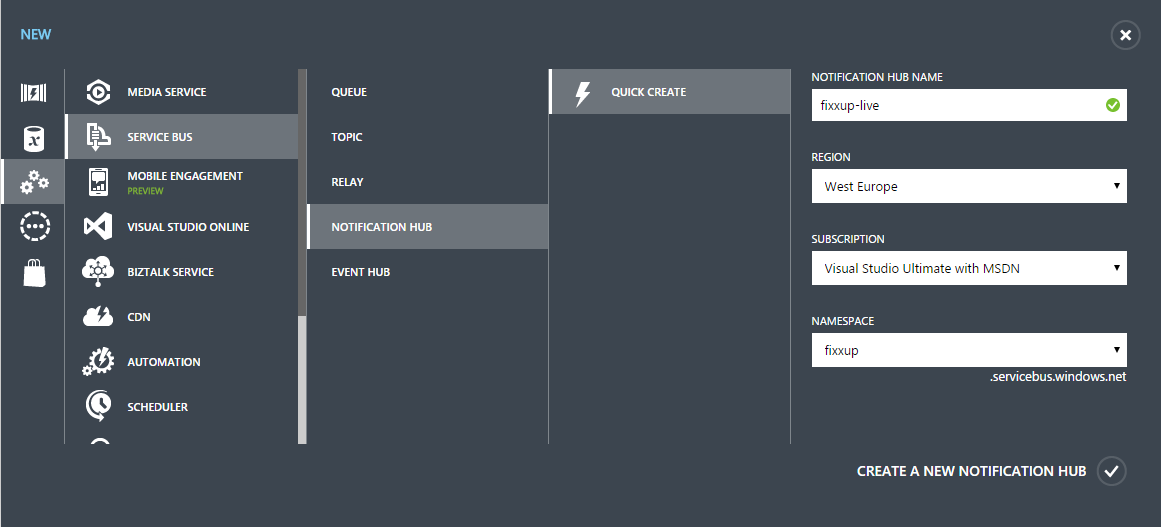 NEW
MEDIA SERVICE
SERVICE BUS
MOBILE ENGAGEMENT
PREVIEW
VISUAL STUDIO ONLINE
BIZTALK SERVICE
CDN
AUTOMATION
SCHEDULER
QUEUE
TOPIC
RELAY
NOTIFICATION HUB
EVENT HUB
QUICK CREATE
NOTIFICATION HUB NAME
fixxup-live
REGION
West Europe
SUBSCRIPTION
Visual Studio Ultimate with MSDN
NAMESPACE
fixxup
.servicebus.windows.net
CREATE A NEW NOTIFICATION HUB